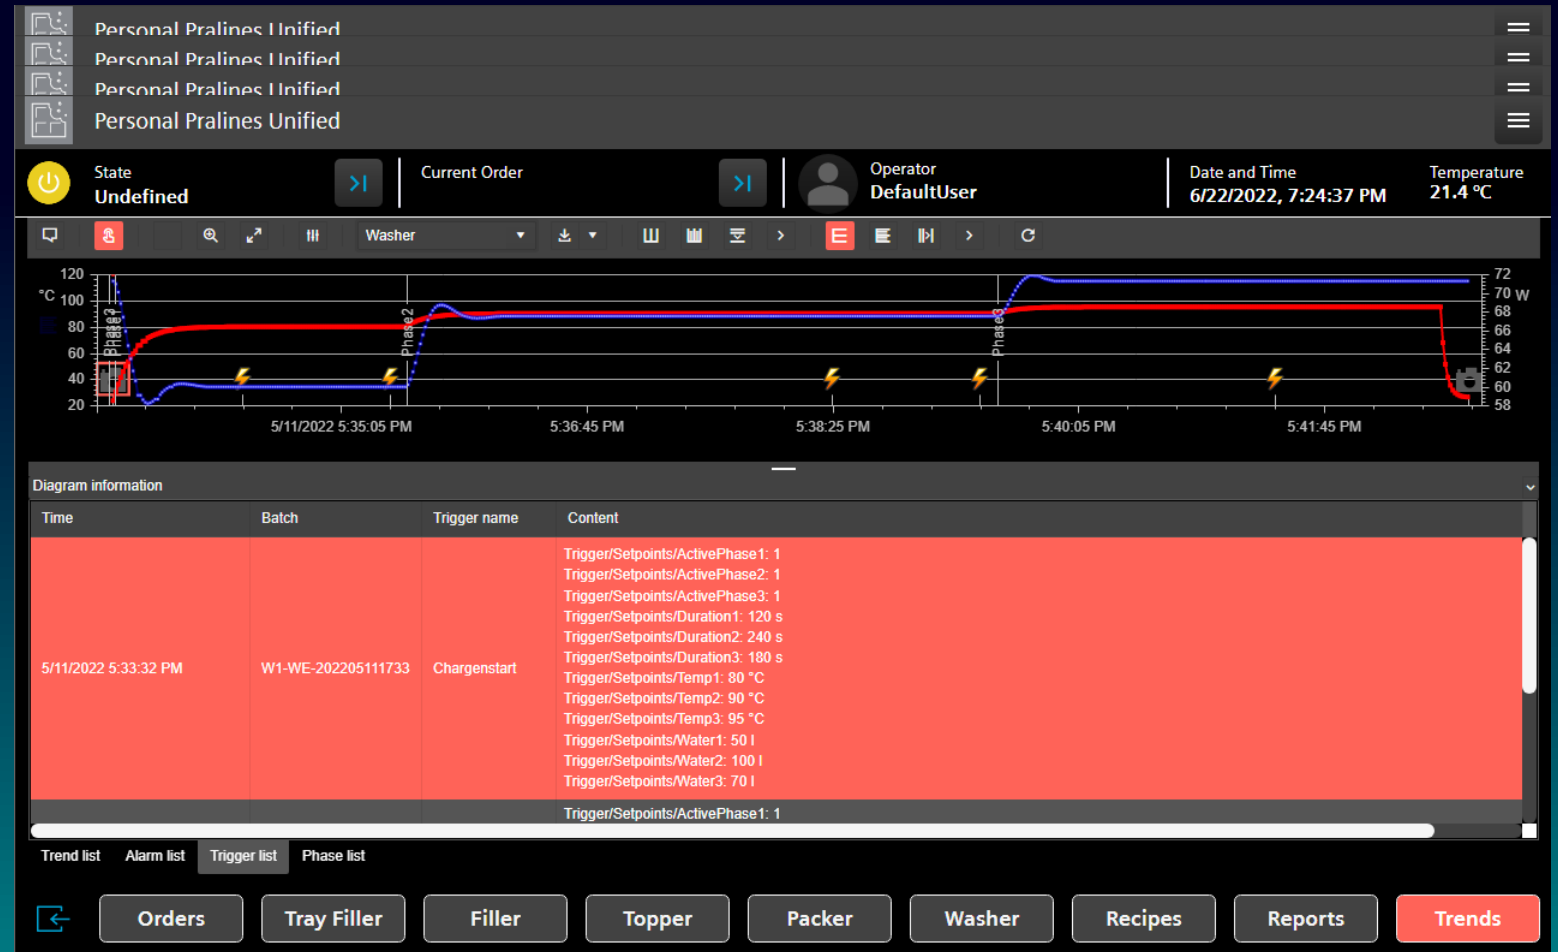 Personal Pralines Unified
Personal Pralines Unified
Personal Pralines Unified
Personal Pralines Unified
State
Undefined
Current Order
Operator
DefaultUser
Date and Time
6/22/2022, 7:24:37 PM
Temperature
21.4 °C
Washer
°C
120
100
80
60
40
20
Phase1
Phase2
Phase3
72
70
68
66
64
62
60
58
W
5/11/2022 5:35:05 PM
5:36:45 PM
5:38:25 PM
5:40:05 PM
5:41:45 PM
Diagram information
Time
Batch
Trigger name
Content
5/11/2022 5:33:32 PM
W1-WE-202205111733
Chargenstart
Trigger/Setpoints/ActivePhase1: 1
Trigger/Setpoints/ActivePhase2: 1
Trigger/Setpoints/ActivePhase3: 1
Trigger/Setpoints/Duration1: 120 s
Trigger/Setpoints/Duration2: 240 s
Trigger/Setpoints/Duration3: 180 s
Trigger/Setpoints/Temp1: 80 °C
Trigger/Setpoints/Temp2: 90 °C
Trigger/Setpoints/Temp3: 95 °C
Trigger/Setpoints/Water1: 50 l
Trigger/Setpoints/Water2: 100 l
Trigger/Setpoints/Water3: 70 l
Trigger/Setpoints/ActivePhase1: 1
Trend list
Alarm list
Trigger list
Phase list
Orders
Tray Filler
Filler
Topper
Packer
Washer
Recipes
Reports
Trends